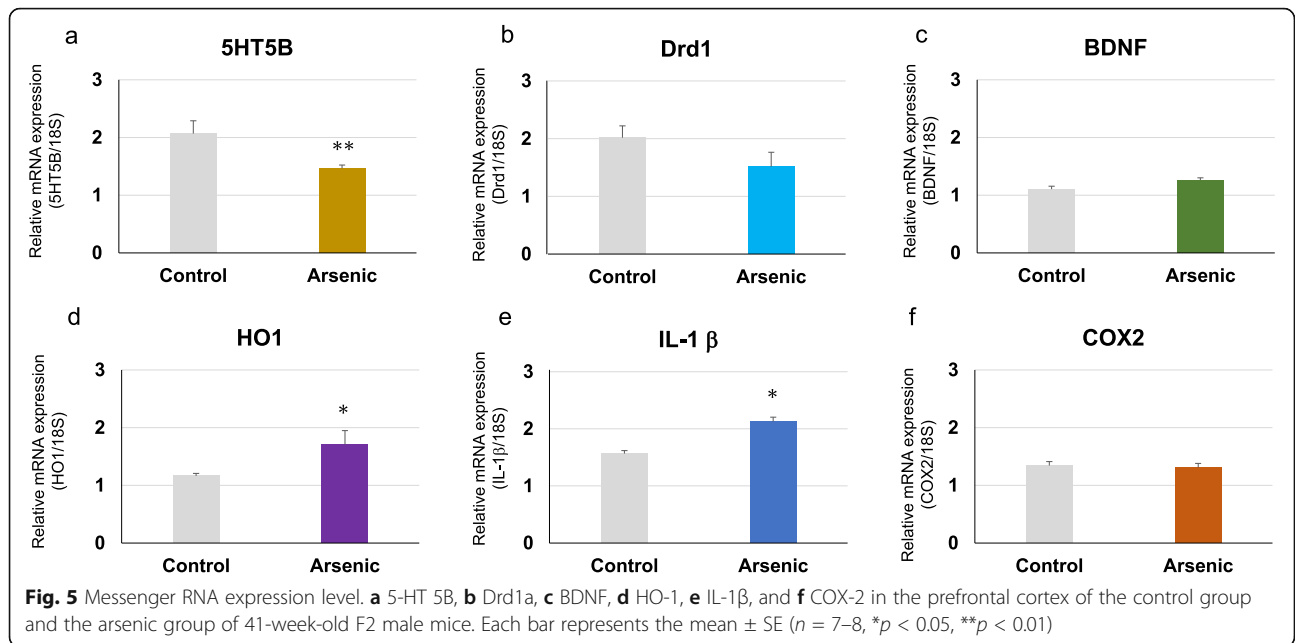 a
5HT5B
Relative mRNA expression
(5HT5B/18S)
3
2
1
0
**
Control Arsenic
b
Drd1
Relative mRNA expression
(Drd1/18S)
3
2
1
0
Control Arsenic
c
BDNF
Relative mRNA expression
(BDNF/18S)
3
2
1
0
Control Arsenic
d
HO1
Relative mRNA expression
(HO1/18S)
3
2
1
0
*
Control Arsenic
e
IL-1 β
Relative mRNA expression
(IL-1β/18S)
3
2
1
0
*
Control Arsenic
f
COX2
Relative mRNA expression
(COX2/18S)
3
2
1
0
Control Arsenic
Fig. 5 Messenger RNA expression level. a 5-HT 5B, b Drd1a, c BDNF, d HO-1, e IL-1β, and f COX-2 in the prefrontal cortex of the control group
and the arsenic group of 41-week-old F2 male mice. Each bar represents the mean ± SE (n = 7–8, *p < 0.05, **p < 0.01)